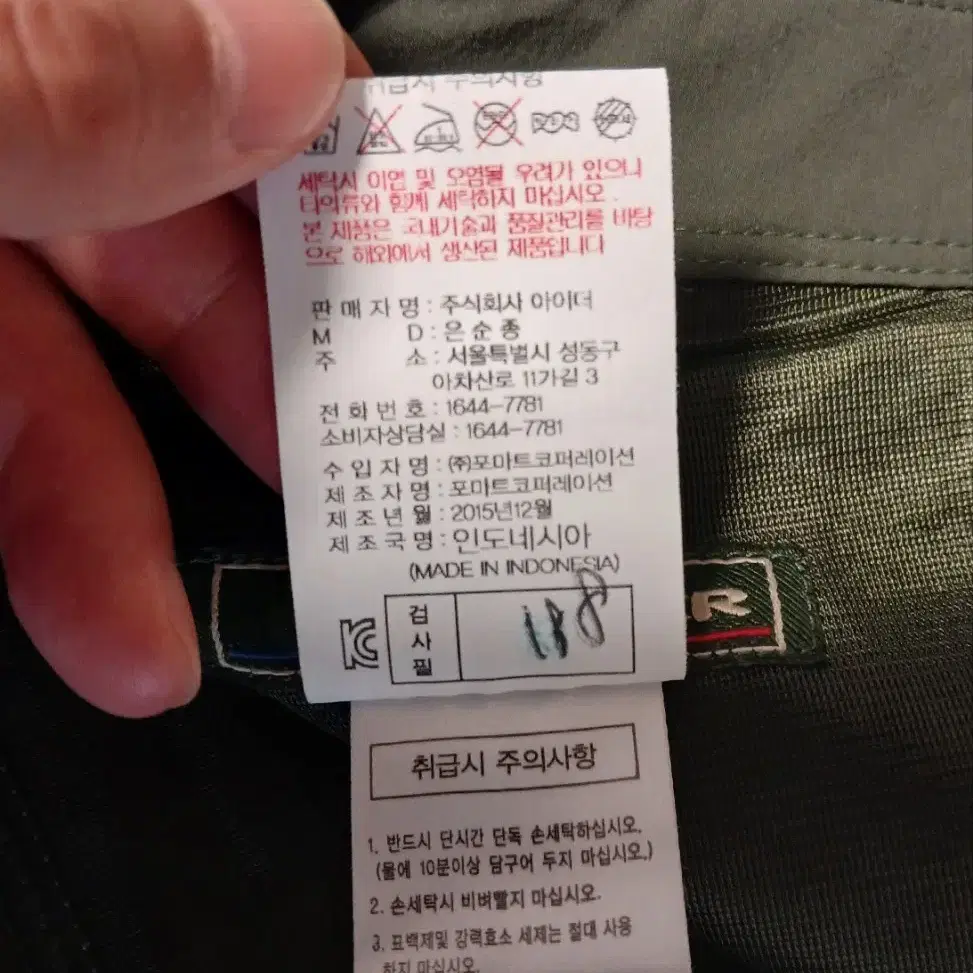 취급시 주의사항
세탁시 이염 및 오염될 우려가 있으니
타의류와 함께 세탁하지 마십시오.
본 제품은 국내기술과 품질관리를 바탕
으로 해외에서 생산된 제품입니다
판 매 자 명 : 주식회사 아이더
M D : 은 순 종
주 소 : 서울특별시 성동구
아차산로 11가길 3
전 화 번 호 : 1644-7781
소비자상담실 : 1644-7781
수 입 자 명 : (주)포마트코퍼레이션
제 조 자 명 : 포마트코퍼레이션
제 조 년 월 : 2015년12월
제 조 국 명 : 인도네시아
(MADE IN INDONESIA)
검
사
필
118
R
취급시 주의사항
1. 반드시 단시간 단독 손세탁하십시오.
(물에 10분이상 담구어 두지 마십시오.)
2. 손세탁시 비벼빨지 마십시오.
3. 표백제및 강력효소 세제는 절대 사용
하지 마십시오.